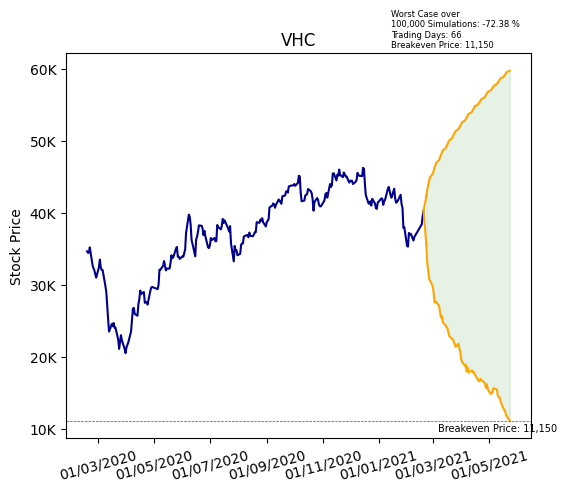 Worst Case over
100,000 Simulations: -72.38 %
Trading Days: 66
Breakeven Price: 11,150
VHC
60K
50K
40K
30K
20K
10K
Stock Price
Breakeven Price: 11,150
01/03/2020
01/05/2020
01/07/2020
01/09/2020
01/11/2020
01/01/2021
01/03/2021
01/05/2021